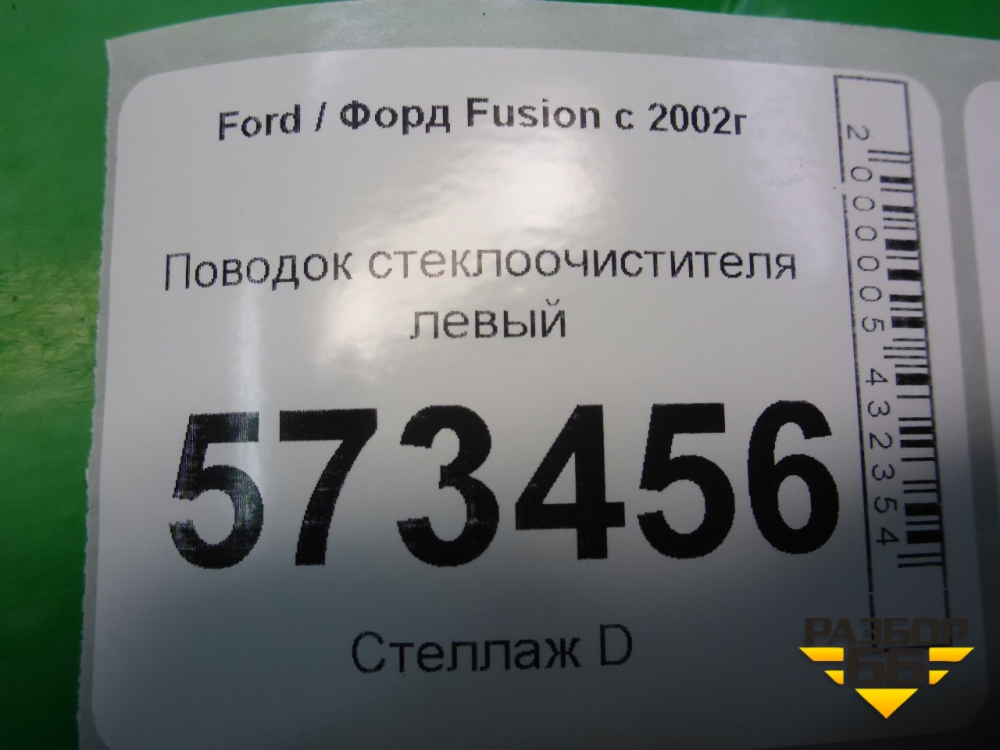 Ford / Форд Fusion с 2002г
Поводок стеклоочистителя
левый
573456
Стеллаж D
2000005432354
РАЗБОР
66